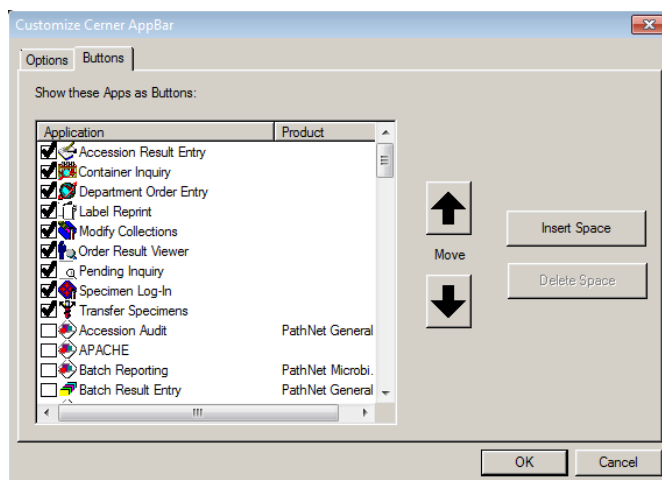 Customize Cerner AppBar
Options Buttons
Show these Apps as Buttons:
Application Product
Accession Result Entry
Container Inquiry
Department Order Entry
Label Reprint
Modify Collections
Order Result Viewer
Pending Inquiry
Specimen Log-In
Transfer Specimens
Accession Audit PathNet General
APACHE
Batch Reporting PathNet Microbi.
Batch Result Entry PathNet General
Move
Insert Space
Delete Space
OK Cancel